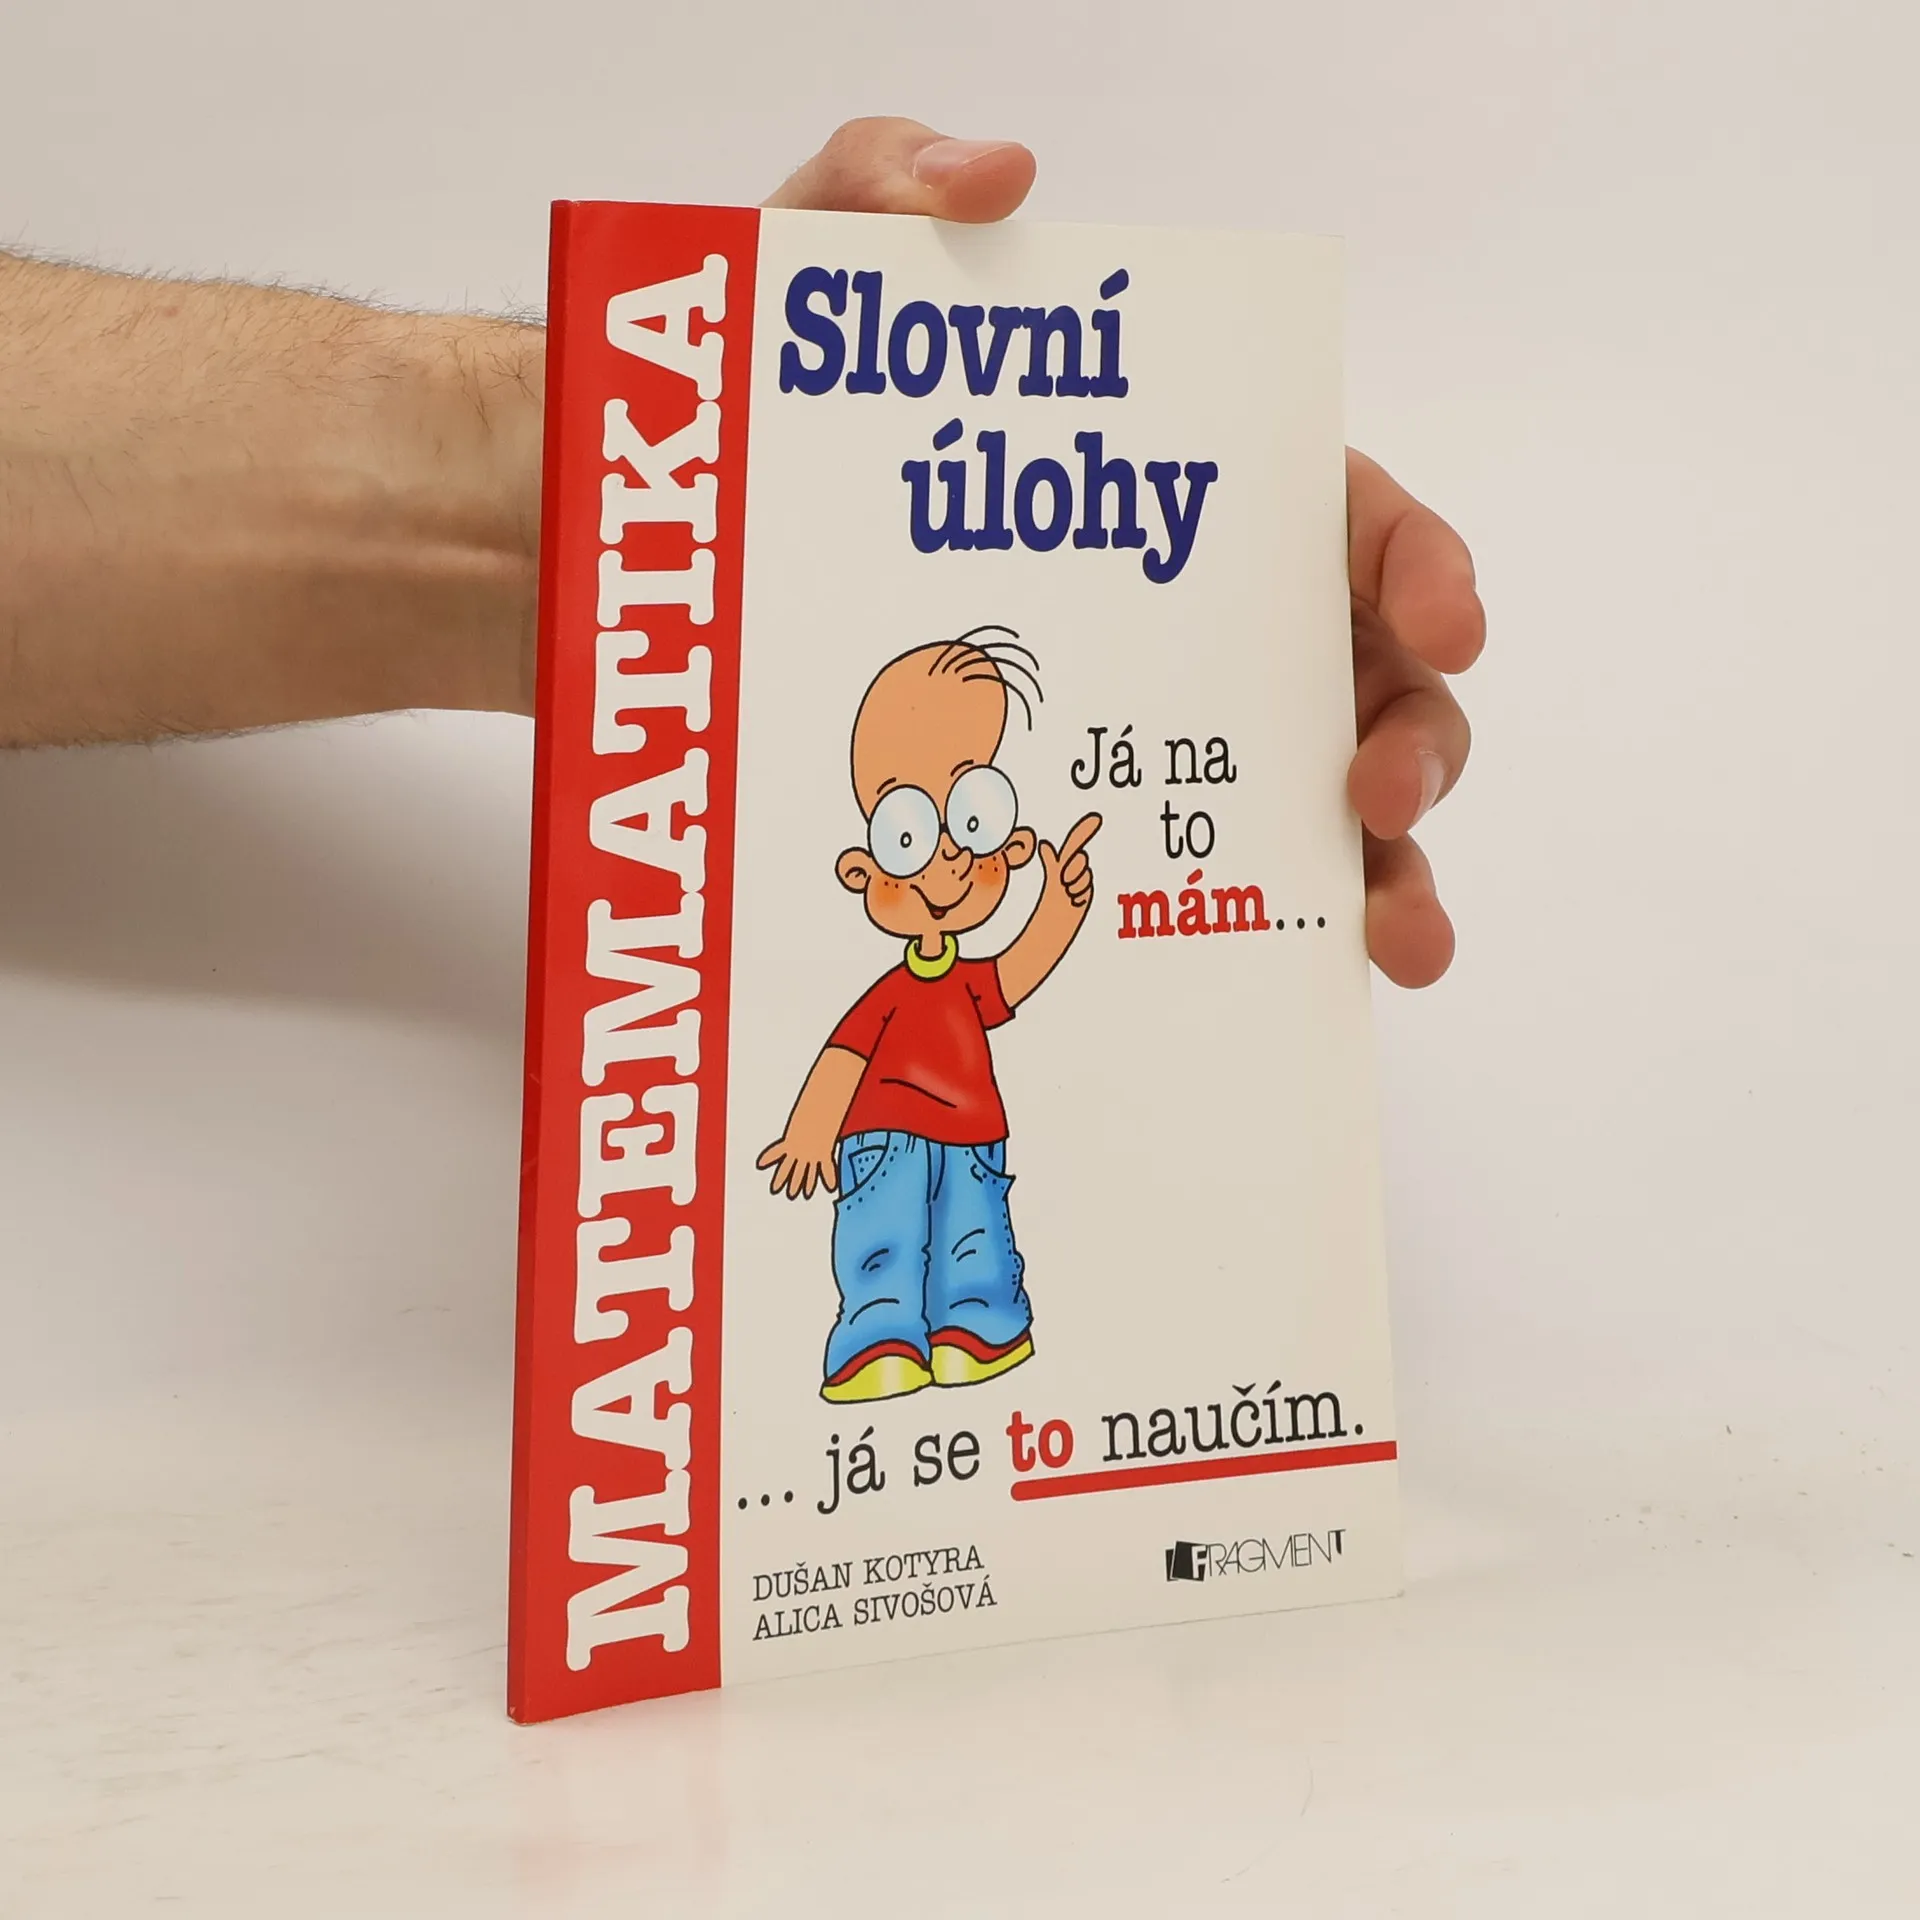 MATEMATIKA
Slovní
úlohy
Já na
to
mám...
... já se to naučím.
DUŠAN KOTYRA
ALICA SIVOŠOVÁ
FRAGMENT